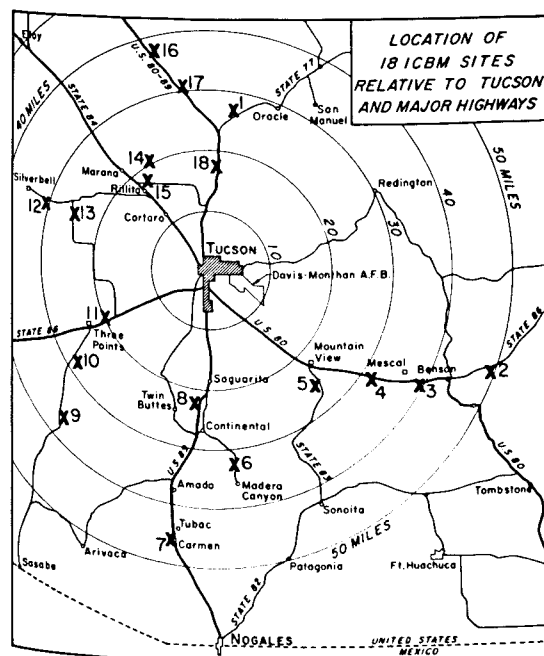 LOCATION OF
18 ICBM SITES
RELATIVE TO TUCSON
AND MAJOR HIGHWAYS
Eloy
16
U.S. 80-89
17
STATE 77
1
Oracle
San
Manuel
STATE 84
40 MILES
50 MILES
14
18
Marana
15
Rillito
Silverbell
12
13
Cortaro
Redington
40
30
20
10
TUCSON
Davis-Monthan A.F.B.
11
STATE 86
Three
Points
U.S. 80
STATE 86
Mountain
View
Mescal
Benson
2
10
5
4
3
Saguarita
Twin
Buttes
8
9
Continental
6
U.S. 89
Madera
Canyon
STATE 83
U.S. 80
Tombstone
Amado
Sonoita
Tubac
7
Carmen
50 MILES
Arivaca
Sasabe
Patagonia
Ft. Huachuca
STATE 82
NOGALES
UNITED STATES
MEXICO